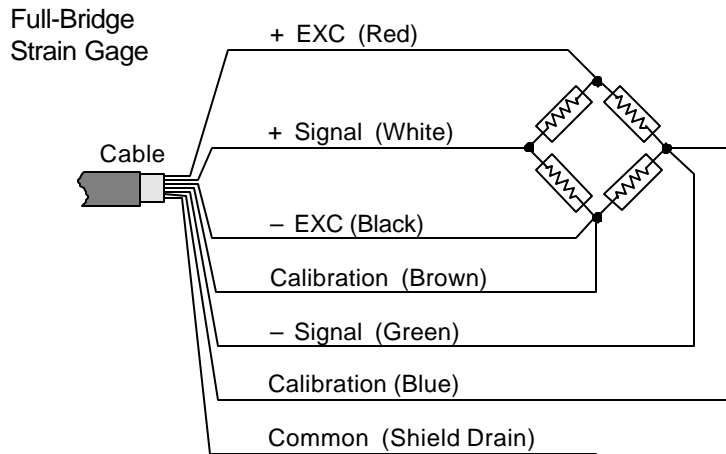 Full-Bridge
Strain Gage
+ EXC (Red)
+ Signal (White)
Cable
– EXC (Black)
Calibration (Brown)
– Signal (Green)
Calibration (Blue)
Common (Shield Drain)